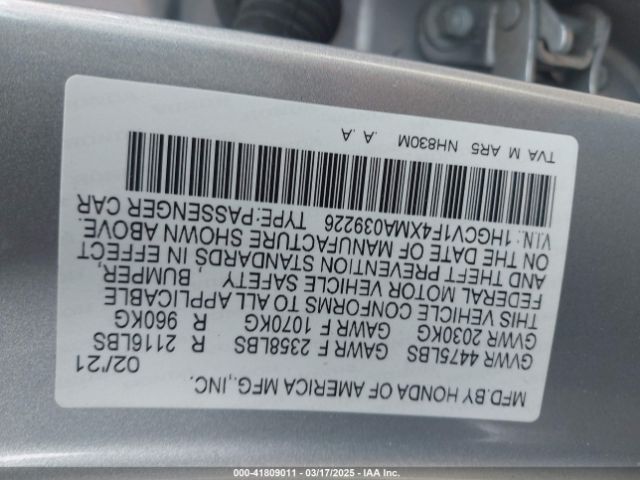 MFD.BY HONDA OF AMERICA MFG.,INC.
02/'21
GVWR 4475LBS GAWR F 2358LBS R 2116LBS
GVWR 2030KG GAWR F 1070KG R 960KG
THIS VEHICLE CONFORMS TO ALL APPLICABLE
FEDERAL MOTOR VEHICLE SAFETY , BUMPER,
AND THEFT PREVENTION STANDARDS IN EFFECT
ON THE DATE OF MANUFACTURE SHOWN ABOVE.
V.I.N: 1HGCV1F4XMA039226 TYPE:PASSENGER CAR
.A .A
TVA M AR5 NH830M
000-41809011 — 03/17/2025 — IAA Inc.